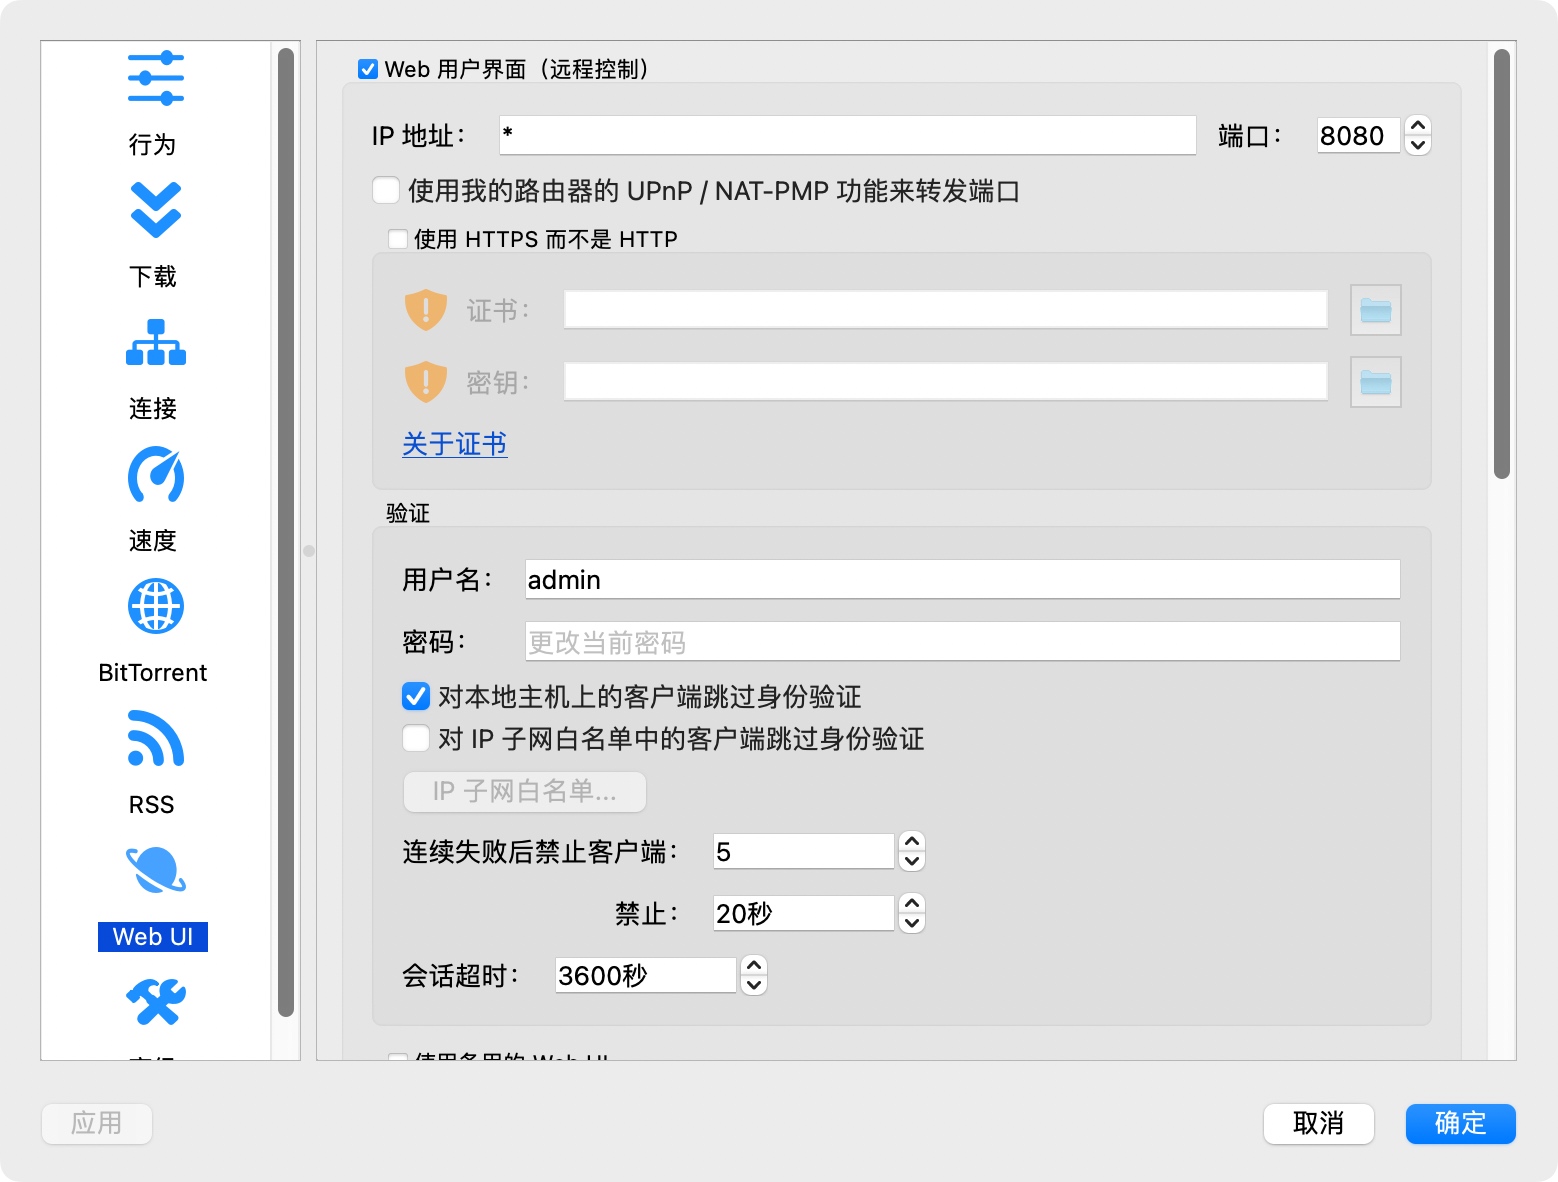 行为
下载
连接
速度
BitTorrent
RSS
Web UI
Web 用户界面（远程控制）
IP 地址： * 端口： 8080
使用我的路由器的 UPnP / NAT-PMP 功能来转发端口
使用 HTTPS 而不是 HTTP
证书：
密钥：
关于证书
验证
用户名： admin
密码： 更改当前密码
对本地主机上的客户端跳过身份验证
对 IP 子网白名单中的客户端跳过身份验证
IP 子网白名单...
连续失败后禁止客户端： 5
禁止： 20秒
会话超时： 3600秒
使用备用的 Web UI
应用 取消 确定